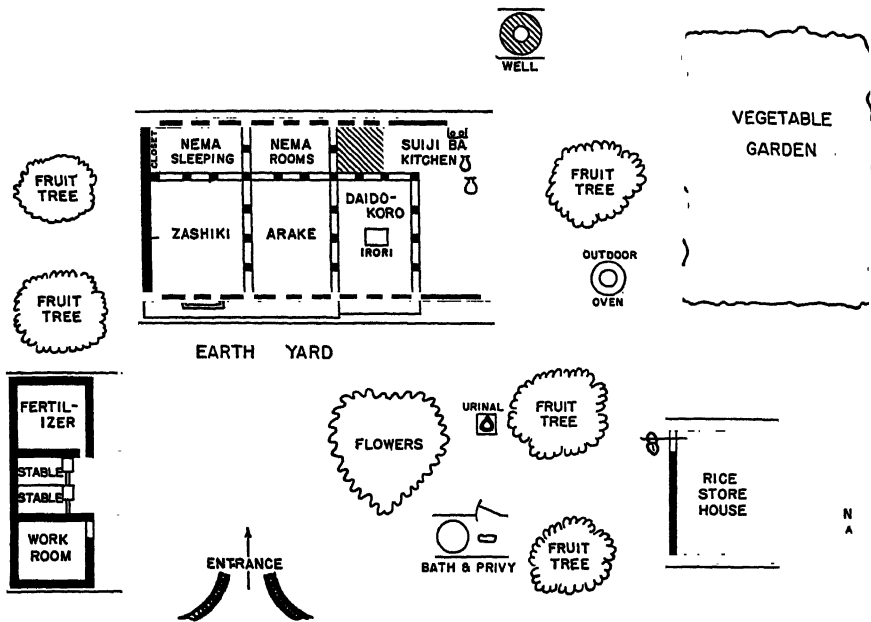 WELL
VEGETABLE
GARDEN
CLOSET
NEMA
SLEEPING
NEMA
ROOMS
SUIJI BA
KITCHEN
FRUIT
TREE
ZASHIKI
ARAKE
DAIDO-
KORO
IRORI
FRUIT
TREE
OUTDOOR
OVEN
FRUIT
TREE
EARTH YARD
FERTIL-
IZER
STABLE
STABLE
WORK
ROOM
FLOWERS
URINAL
FRUIT
TREE
RICE
STORE
HOUSE
N
A
ENTRANCE
BATH & PRIVY
FRUIT
TREE